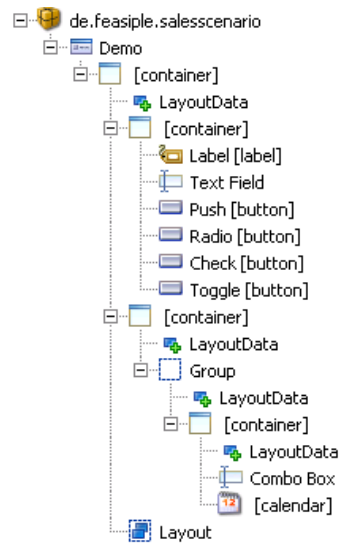 de.feasiple.salesscenario
Demo
[container]
LayoutData
[container]
Label [label]
Text Field
Push [button]
Radio [button]
Check [button]
Toggle [button]
[container]
LayoutData
Group
LayoutData
[container]
LayoutData
Combo Box
12
[calendar]
Layout